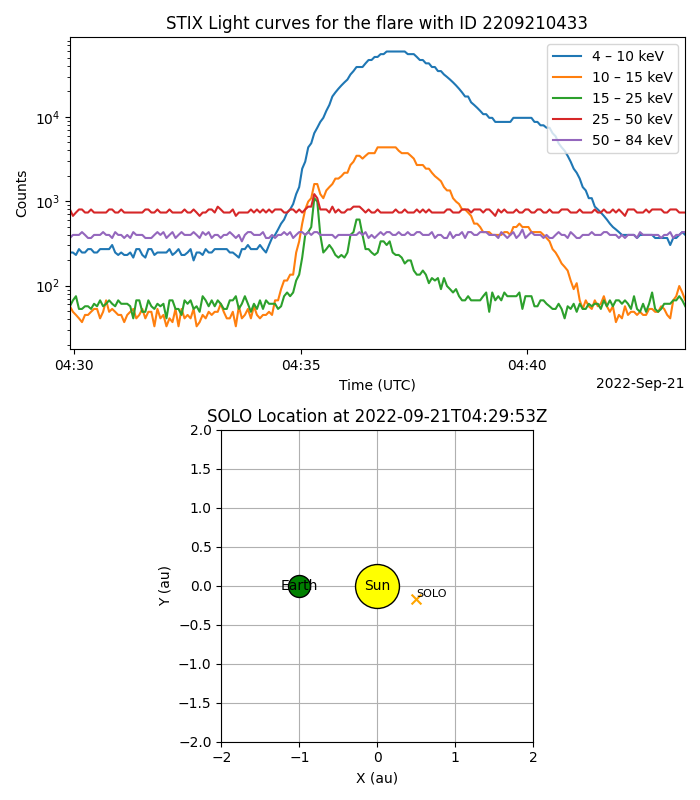 STIX Light curves for the flare with ID 2209210433
4 – 10 keV
10 – 15 keV
15 – 25 keV
25 – 50 keV
50 – 84 keV
10⁴
10³
10²
Counts
04:30 04:35 04:40
Time (UTC)
2022-Sep-21
SOLO Location at 2022-09-21T04:29:53Z
2.0
1.5
1.0
0.5
0.0
−0.5
−1.0
−1.5
−2.0
Y (au)
Earth
Sun
SOLO
−2 −1 0 1 2
X (au)